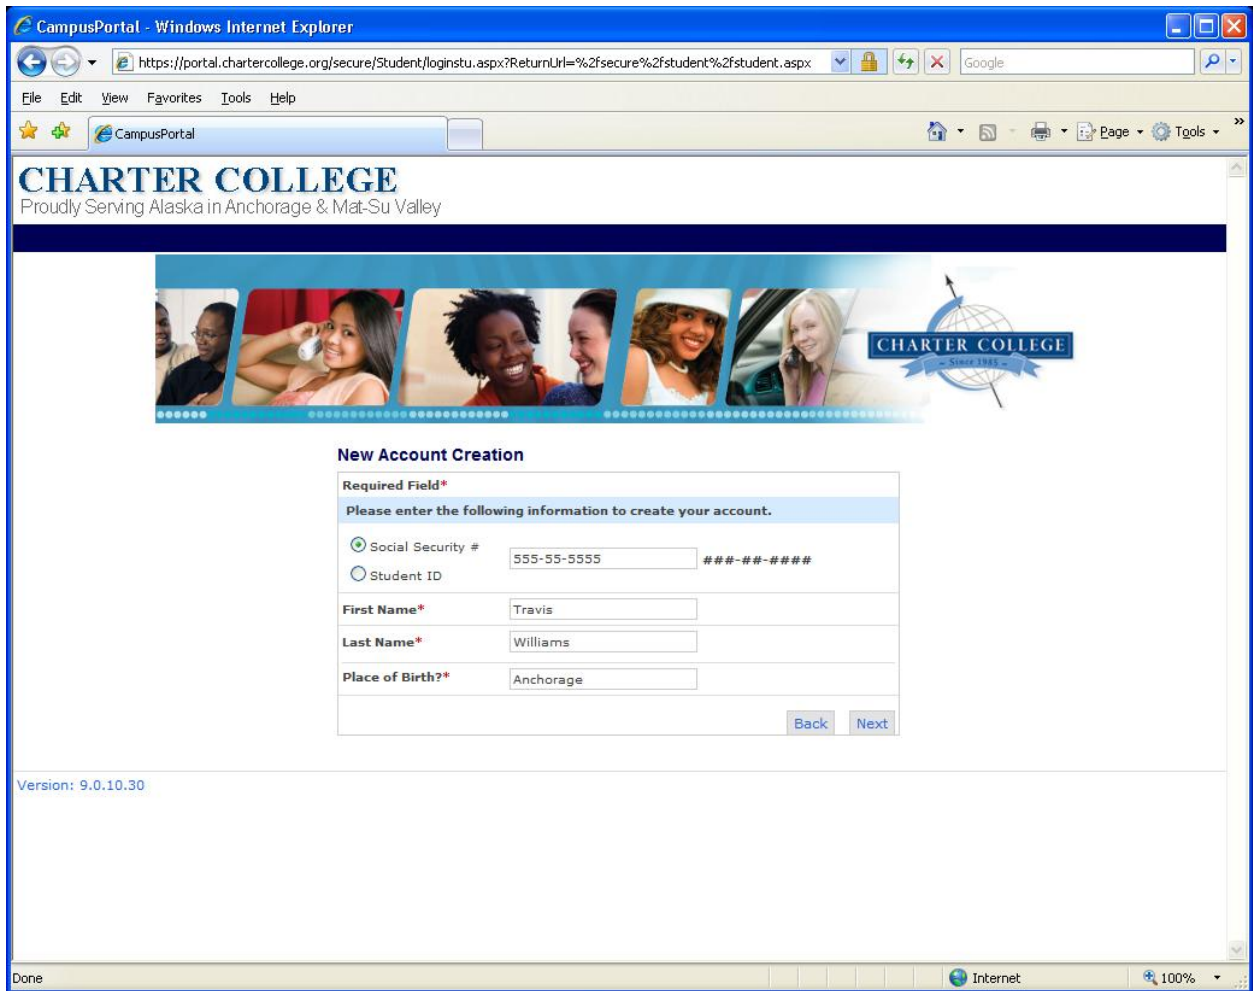 CampusPortal - Windows Internet Explorer
https://portal.chartercollege.org/secure/Student/loginstu.aspx?ReturnUrl=%2fsecure%2fstudent%2fstudent.aspx Google
File Edit View Favorites Tools Help
CampusPortal Page Tools »
CHARTER COLLEGE
Proudly Serving Alaska in Anchorage & Mat-Su Valley
CHARTER COLLEGE
~ Since 1985 ~
New Account Creation
Required Field*
Please enter the following information to create your account.
Social Security # 555-55-5555 ###-##-####
Student ID
First Name* Travis
Last Name* Williams
Place of Birth?* Anchorage
Back Next
Version: 9.0.10.30
Done Internet 100%